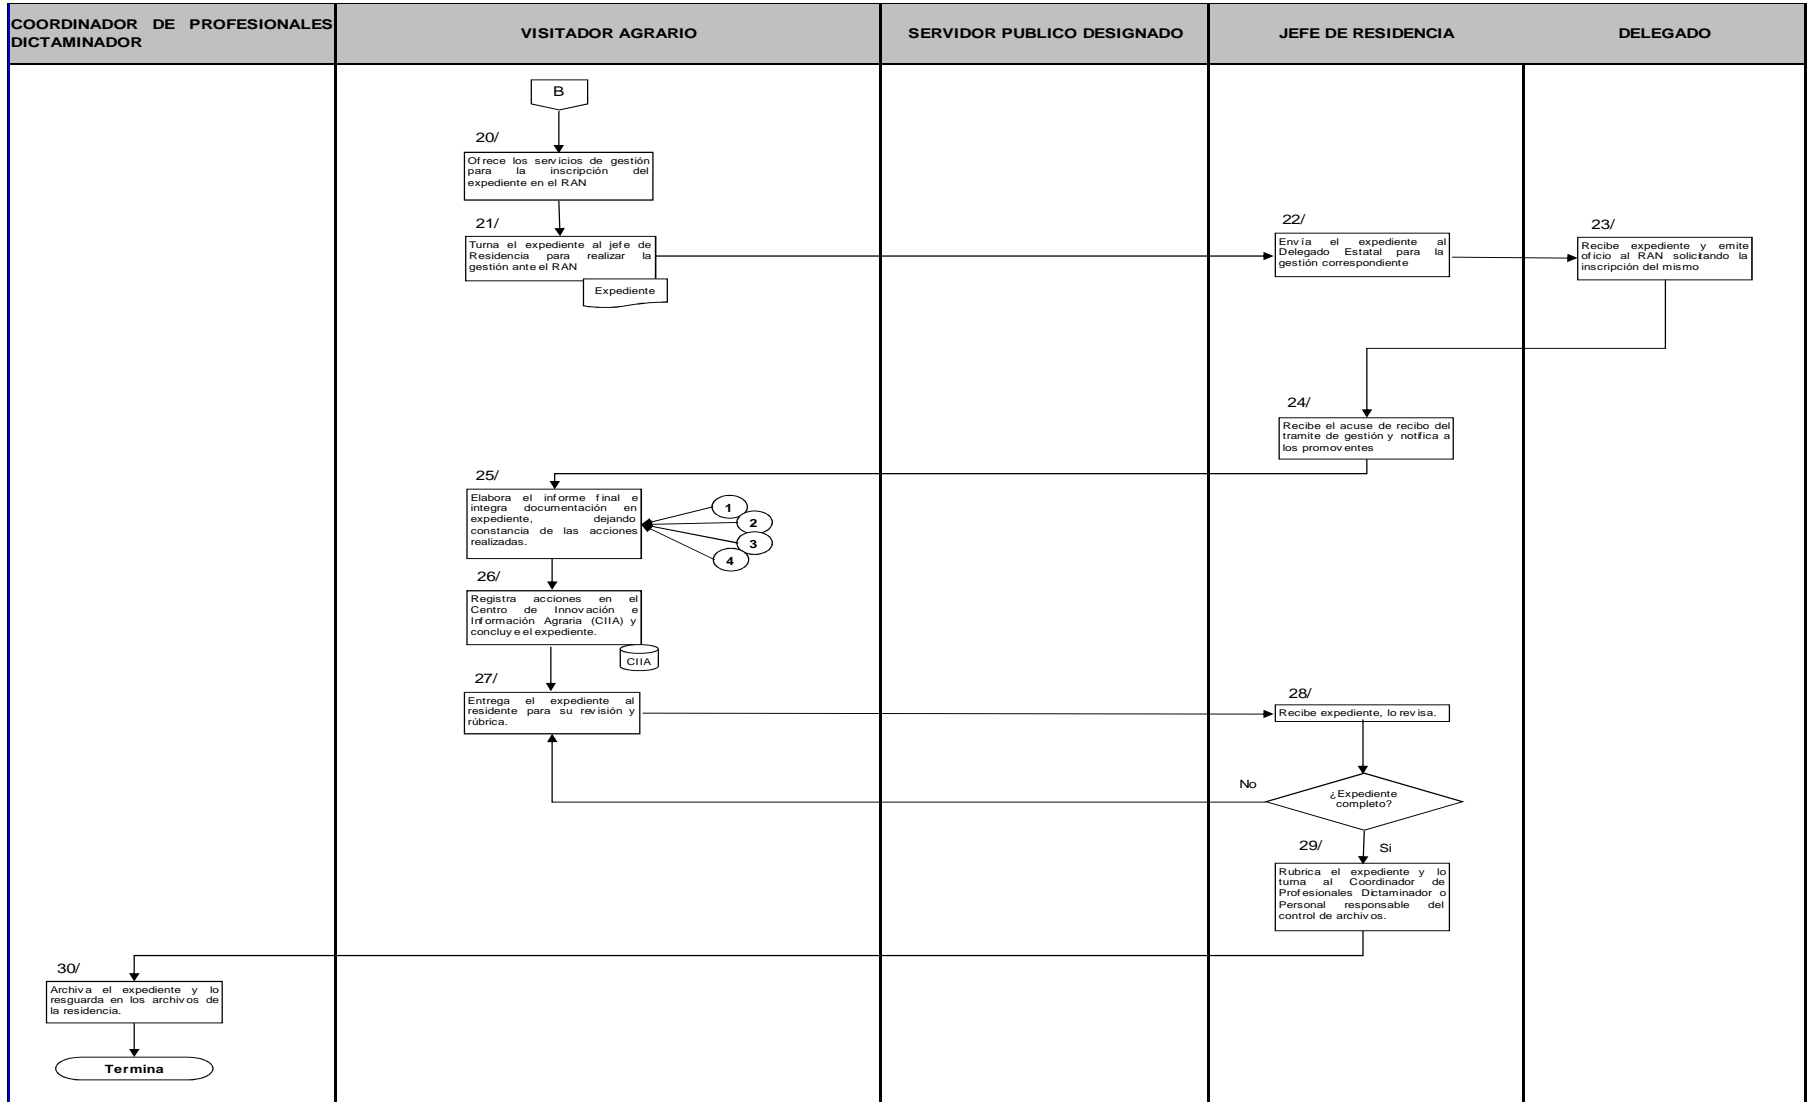 COORDINADOR DE PROFESIONALES
DICTAMINADOR
VISITADOR AGRARIO
SERVIDOR PUBLICO DESIGNADO
JEFE DE RESIDENCIA
DELEGADO
B
20/
Ofrece los servicios de gestión
para la inscripción del
expediente en el RAN
21/
Turna el expediente al jefe de
Residencia para realizar la
gestión ante el RAN
Expediente
22/
Envía el expediente al
Delegado Estatal para la
gestión correspondiente
23/
Recibe expediente y emite
oficio al RAN solicitando la
inscripción del mismo
24/
Recibe el acuse de recibo del
tramite de gestión y notifica a
los promoventes
25/
Elabora el informe final e
integra documentación en
expediente, dejando
constancia de las acciones
realizadas.
1
2
3
4
26/
Registra acciones en el
Centro de Innovación e
Información Agraria (CIIA) y
concluye el expediente.
CIIA
27/
Entrega el expediente al
residente para su revisión y
rúbrica.
28/
Recibe expediente, lo revisa.
No
¿Expediente
completo?
29/
Si
Rubrica el expediente y lo
turna al Coordinador de
Profesionales Dictaminador o
Personal responsable del
control de archivos.
30/
Archiva el expediente y lo
resguarda en los archivos de
la residencia.
Termina